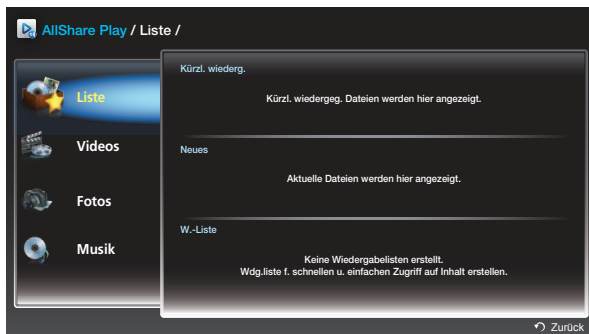 AllShare Play / Liste /
Liste
Videos
Fotos
Musik
Kürzl. wiederg.
Kürzl. wiedergeg. Dateien werden hier angezeigt.
Neues
Aktuelle Dateien werden hier angezeigt.
W.-Liste
Keine Wiedergabelisten erstellt.
Wdg.liste f. schnellen u. einfachen Zugriff auf Inhalt erstellen.
Zurück